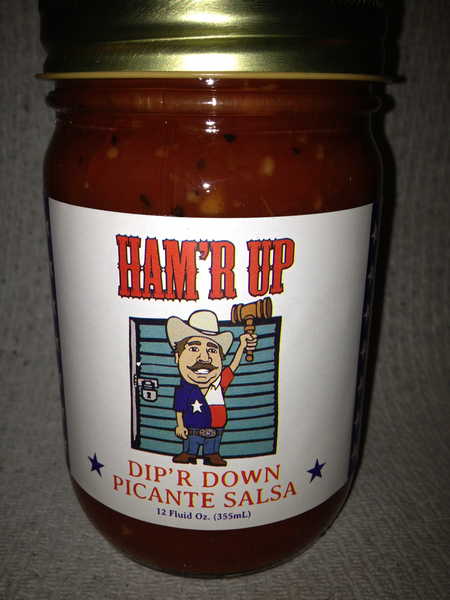 HAM'R UP
DIP'R DOWN
PICANTE SALSA
12 Fluid Oz. (355mL)